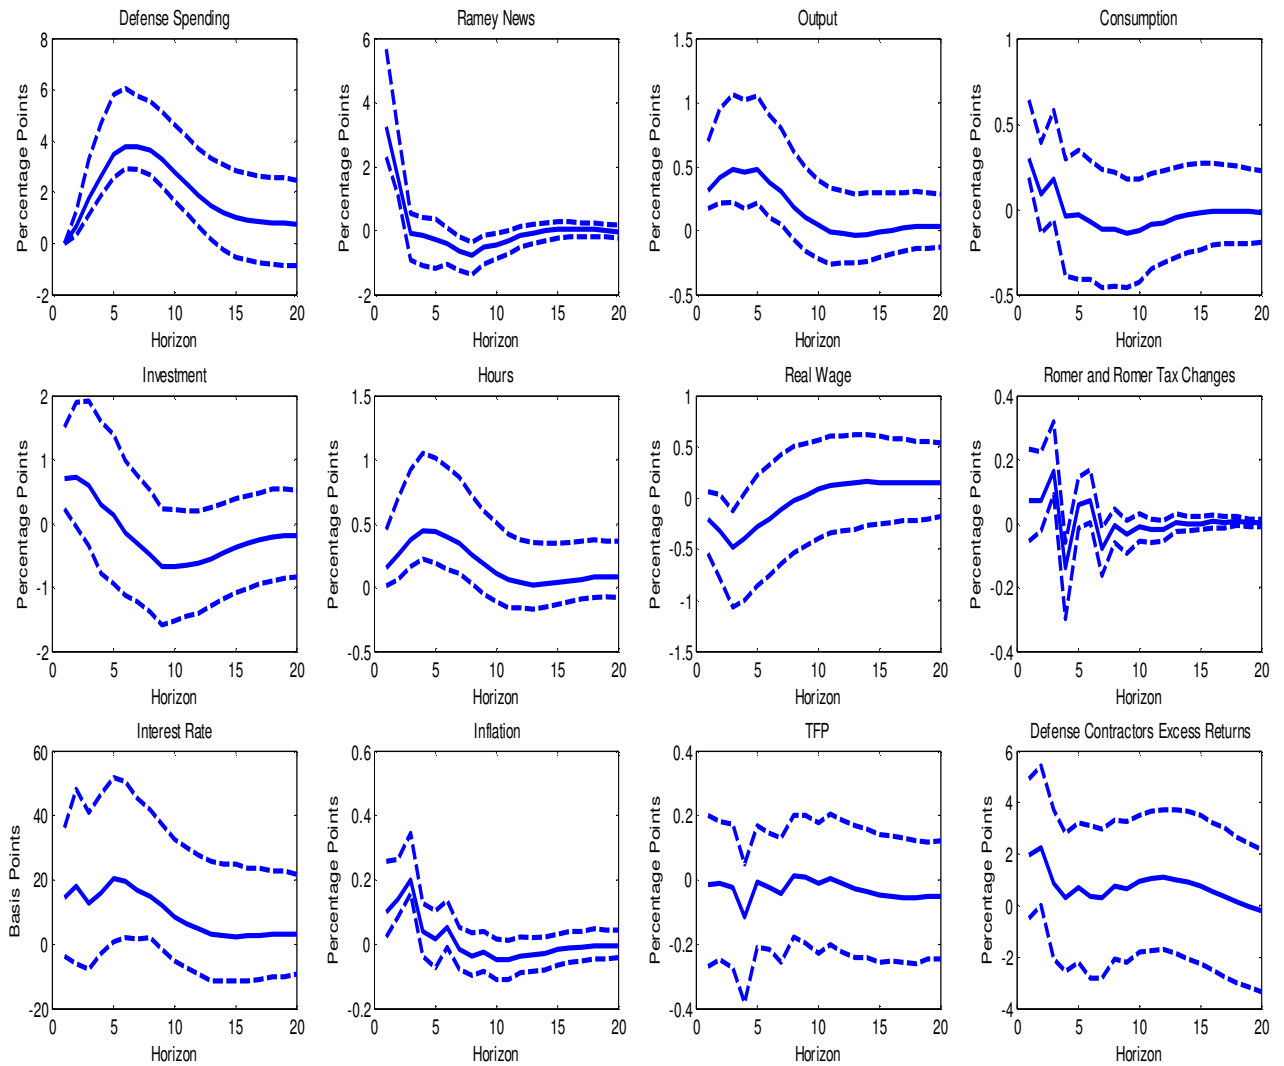 Defense Spending
Percentage Points
8
6
4
2
0
-2
0 5 10 15 20
Horizon
Ramey News
Percentage Points
6
4
2
0
-2
0 5 10 15 20
Horizon
Output
Percentage Points
1.5
1
0.5
0
-0.5
0 5 10 15 20
Horizon
Consumption
Percentage Points
1
0.5
0
-0.5
0 5 10 15 20
Horizon
Investment
Percentage Points
2
1
0
-1
-2
0 5 10 15 20
Horizon
Hours
Percentage Points
1.5
1
0.5
0
-0.5
0 5 10 15 20
Horizon
Real Wage
Percentage Points
1
0.5
0
-0.5
-1
-1.5
0 5 10 15 20
Horizon
Romer and Romer Tax Changes
Percentage Points
0.4
0.2
0
-0.2
-0.4
0 5 10 15 20
Horizon
Interest Rate
Basis Points
60
40
20
0
-20
0 5 10 15 20
Horizon
Inflation
Percentage Points
0.6
0.4
0.2
0
-0.2
0 5 10 15 20
Horizon
TFP
Percentage Points
0.4
0.2
0
-0.2
-0.4
0 5 10 15 20
Horizon
Defense Contractors Excess Returns
Percentage Points
6
4
2
0
-2
-4
0 5 10 15 20
Horizon